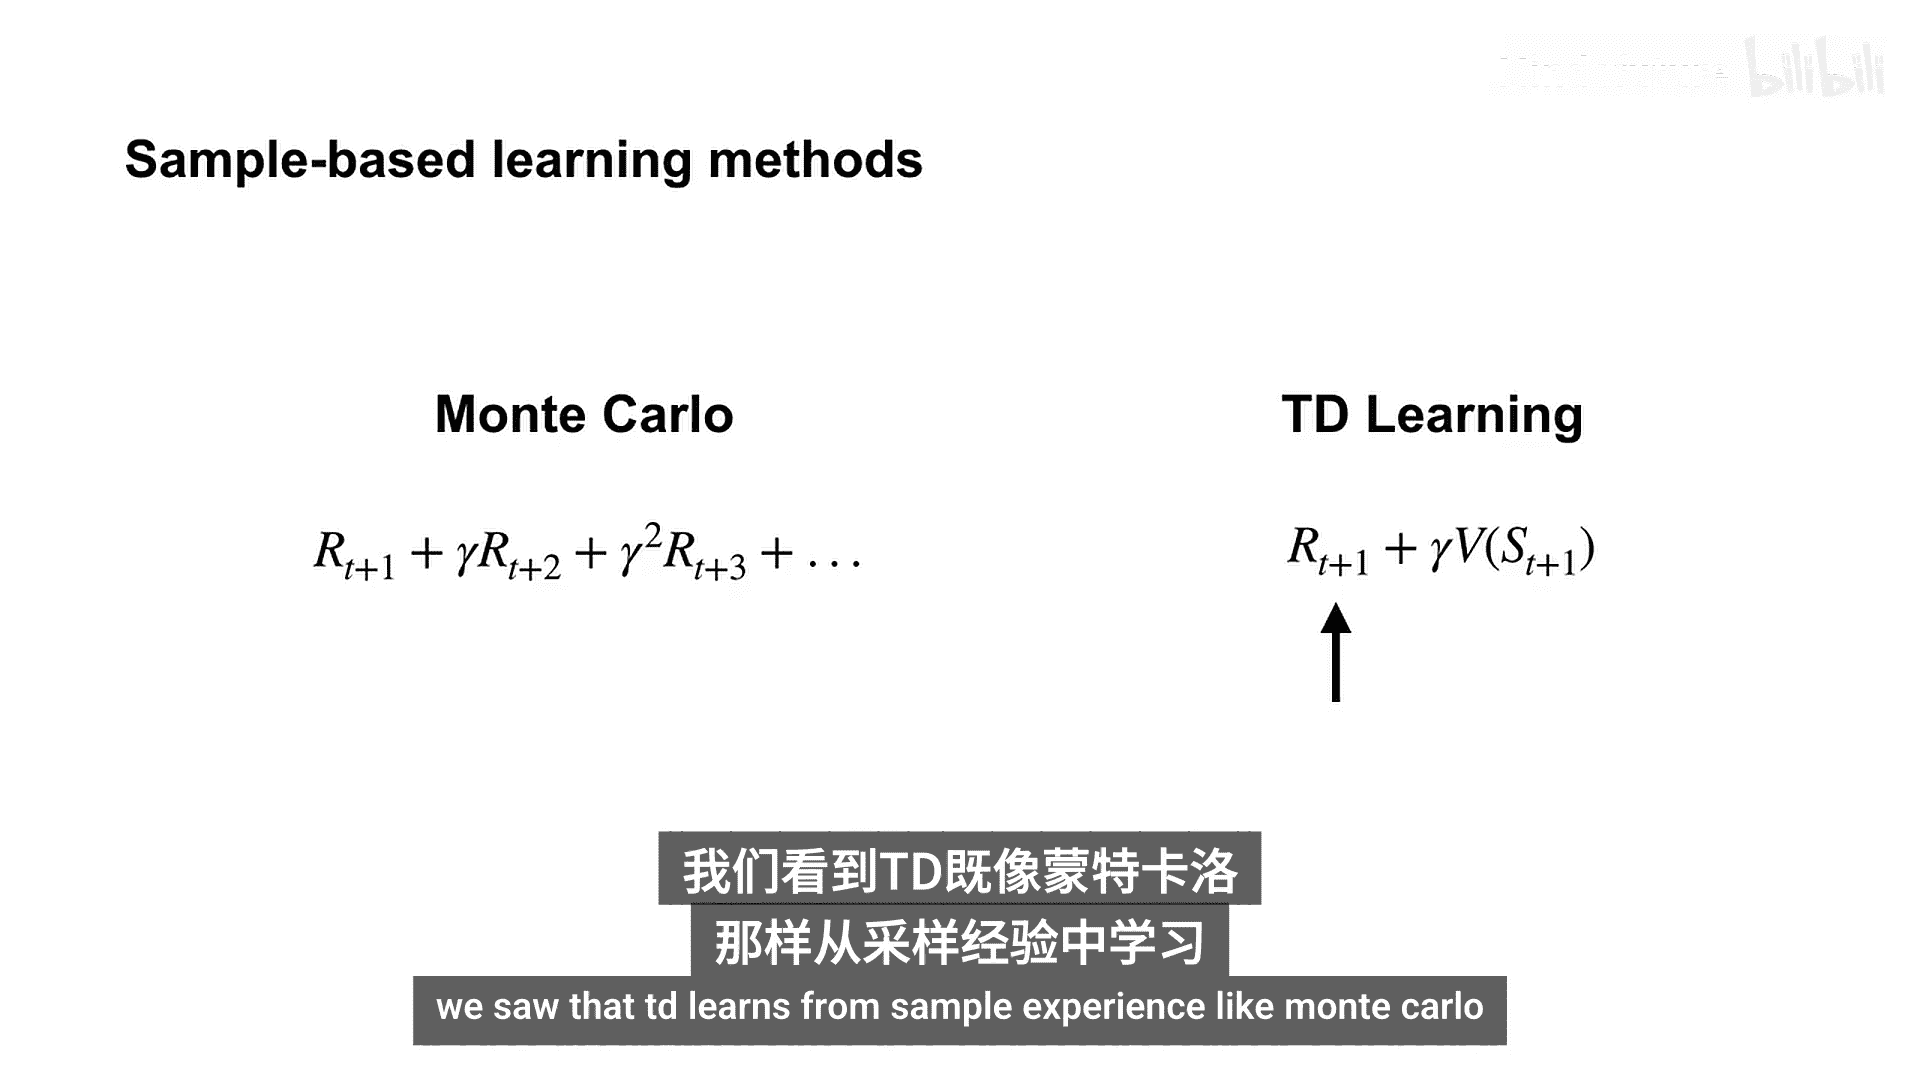 bilibili
Sample-based learning methods
Monte Carlo
TD Learning
R_{t+1} + γR_{t+2} + γ²R_{t+3} + . . .
R_{t+1} + γV(S_{t+1})
我们看到TD既像蒙特卡洛
那样从采样经验中学习
we saw that td learns from sample experience like monte carlo